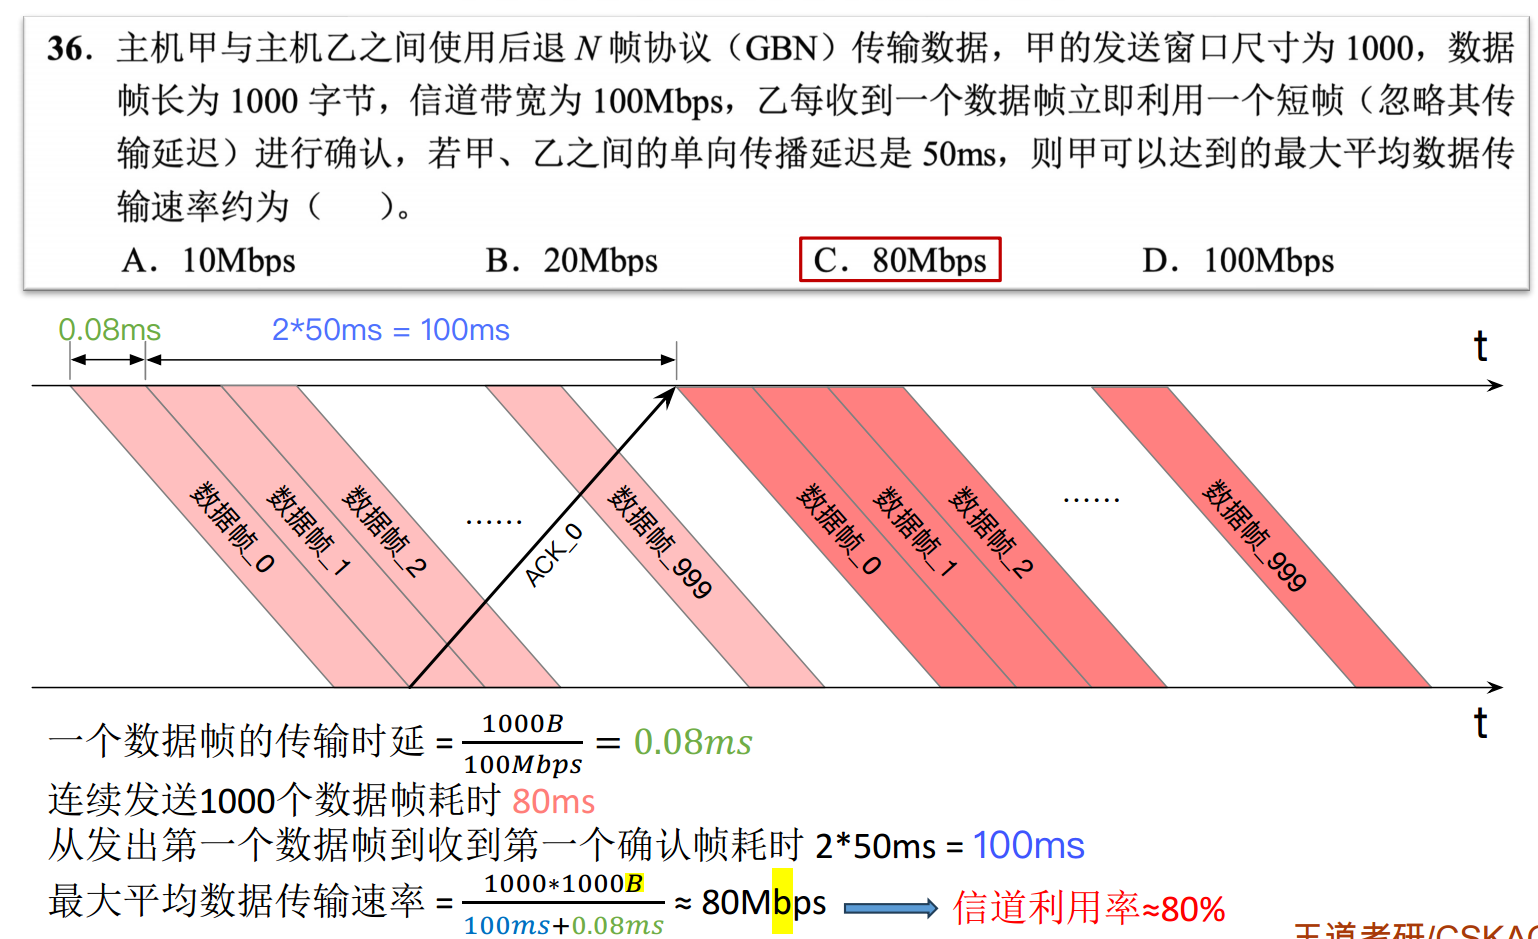 36．主机甲与主机乙之间使用后退 N 帧协议（GBN）传输数据，甲的发送窗口尺寸为 1000，数据
帧长为 1000 字节，信道带宽为 100Mbps，乙每收到一个数据帧立即利用一个短帧（忽略其传
输延迟）进行确认，若甲、乙之间的单向传播延迟是 50ms，则甲可以达到的最大平均数据传
输速率约为（ ）。
A．10Mbps B．20Mbps C．80Mbps D．100Mbps
0.08ms 2*50ms = 100ms t
数据帧_0 数据帧_1 数据帧_2 …… ACK_0 数据帧_999 数据帧_0 数据帧_1 数据帧_2 …… 数据帧_999
t
一个数据帧的传输时延 = 1000B / 100Mbps = 0.08ms
连续发送1000个数据帧耗时 80ms
从发出第一个数据帧到收到第一个确认帧耗时 2*50ms = 100ms
最大平均数据传输速率 = 1000*1000B / 100ms+0.08ms ≈ 80Mbps 信道利用率≈80%